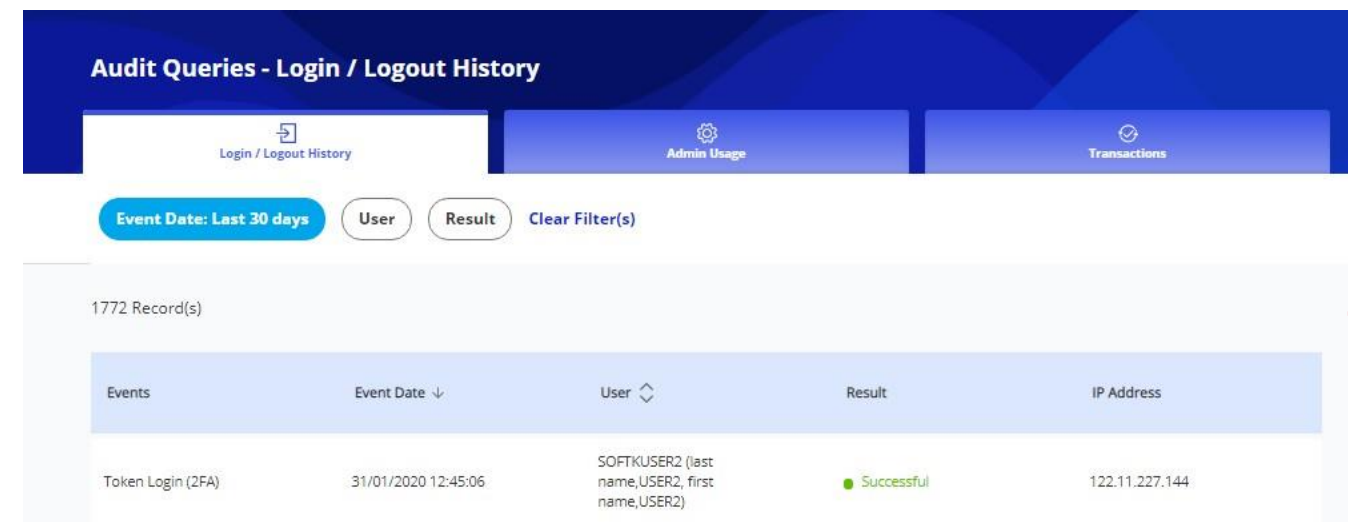 Audit Queries - Login / Logout History
Login / Logout History
Admin Usage
Transactions
Event Date: Last 30 days
User
Result
Clear Filter(s)
1772 Record(s)
Events
Event Date ↓
User
Result
IP Address
Token Login (2FA)
31/01/2020 12:45:06
SOFTKUSER2 (last
name,USER2, first
name,USER2)
Successful
122.11.227.144